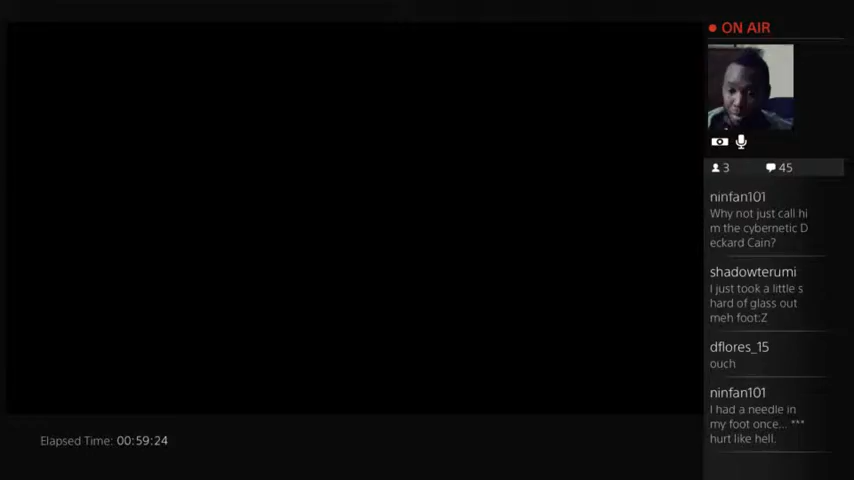 ON AIR
3 45
ninfan101
Why not just call hi
m the cybernetic D
eckard Cain?
shadowterumi
I just took a little s
hard of glass out
meh foot:Z
dflores_15
ouch
ninfan101
I had a needle in
my foot once... ***
hurt like hell.
Elapsed Time: 00:59:24